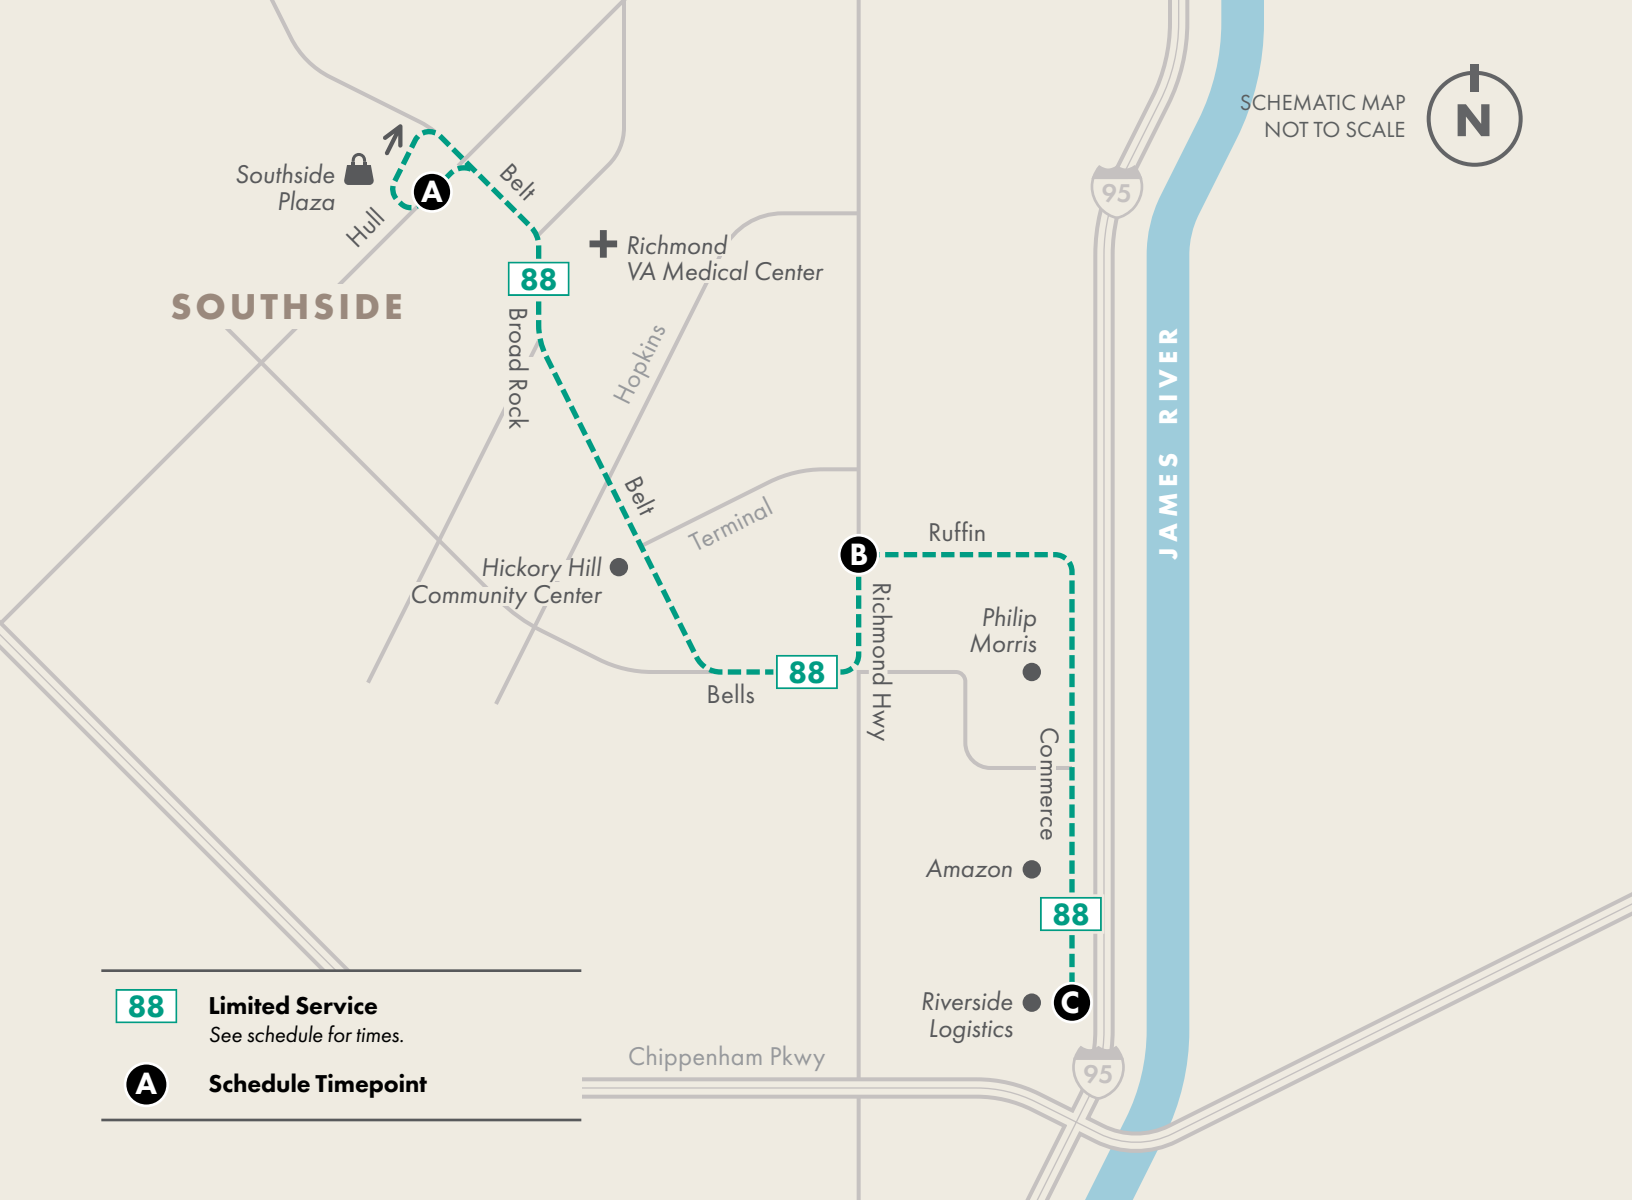 SCHEMATIC MAP
NOT TO SCALE
N
Southside
Plaza
A
Belt
95
Hull
Richmond
VA Medical Center
88
SOUTHSIDE
Broad Rock
Hopkins
JAMES RIVER
Belt
Terminal
Ruffin
B
Hickory Hill
Community Center
Richmond Hwy
Philip
Morris
88
Bells
Commerce
Amazon
88
Riverside
Logistics
C
88
Limited Service
See schedule for times.
Chippenham Pkwy
95
A
Schedule Timepoint